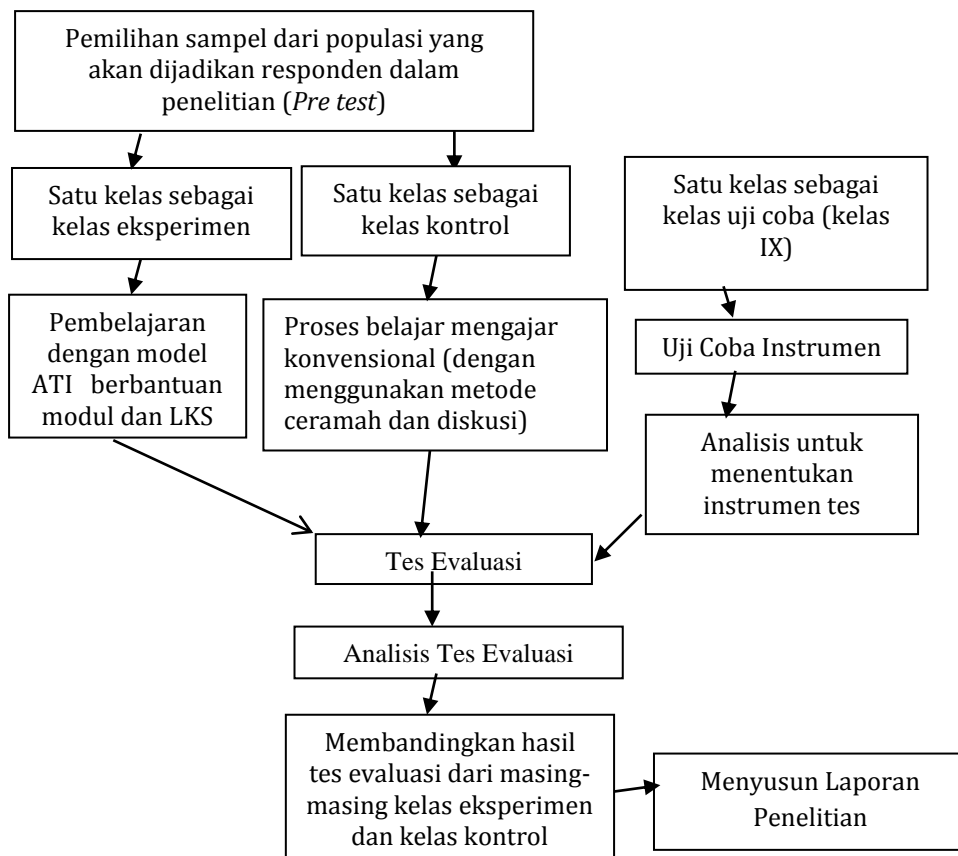 Pemilihan sampel dari populasi yang
akan dijadikan responden dalam
penelitian (Pre test)
Satu kelas sebagai
kelas eksperimen
Satu kelas sebagai
kelas kontrol
Satu kelas sebagai
kelas uji coba (kelas
IX)
Pembelajaran
dengan model
ATI berbantuan
modul dan LKS
Proses belajar mengajar
konvensional (dengan
menggunakan metode
ceramah dan diskusi)
Uji Coba Instrumen
Analisis untuk
menentukan
instrumen tes
Tes Evaluasi
Analisis Tes Evaluasi
Membandingkan hasil
tes evaluasi dari masing-
masing kelas eksperimen
dan kelas kontrol
Menyusun Laporan
Penelitian